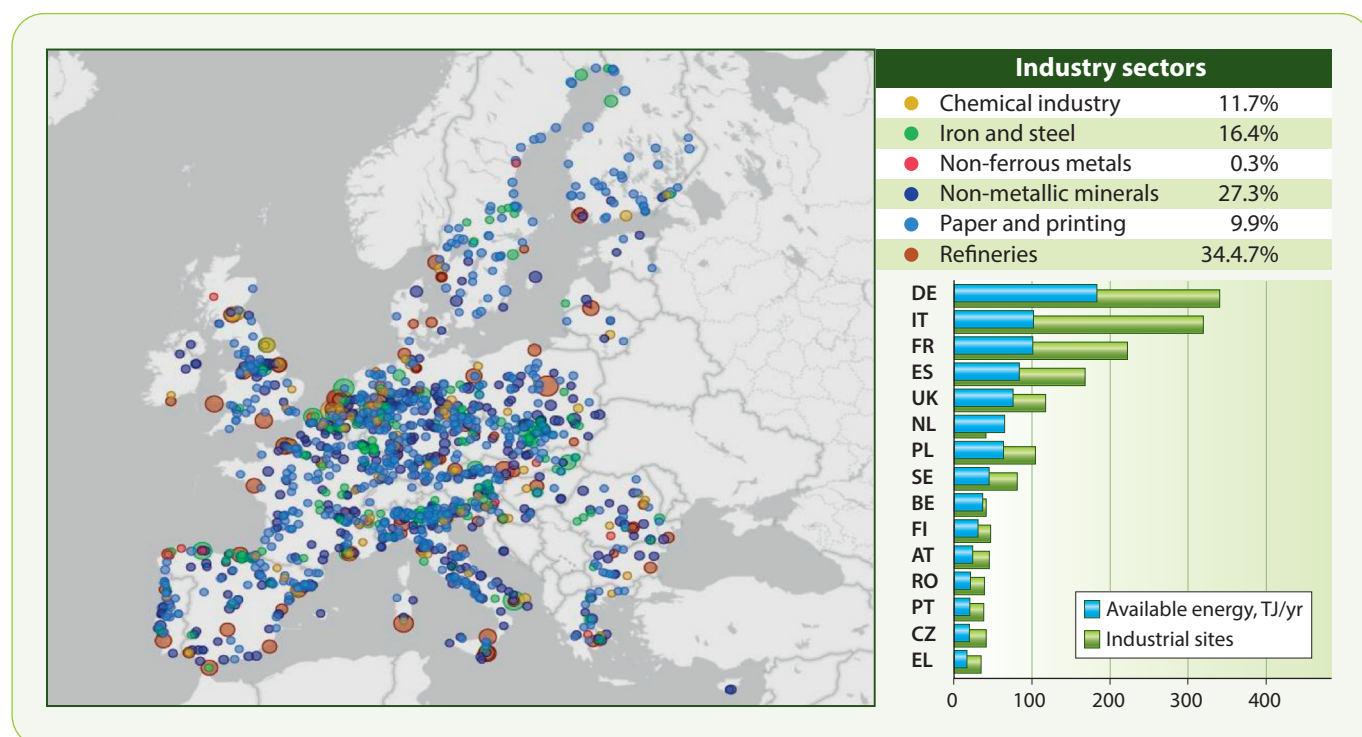 Industry sectors
Chemical industry 11.7%
Iron and steel 16.4%
Non-ferrous metals 0.3%
Non-metallic minerals 27.3%
Paper and printing 9.9%
Refineries 34.4.7%
DE
IT
FR
ES
UK
NL
PL
SE
BE
FI
AT
RO
PT
CZ
EL
Available energy, TJ/yr
Industrial sites
0 100 200 300 400